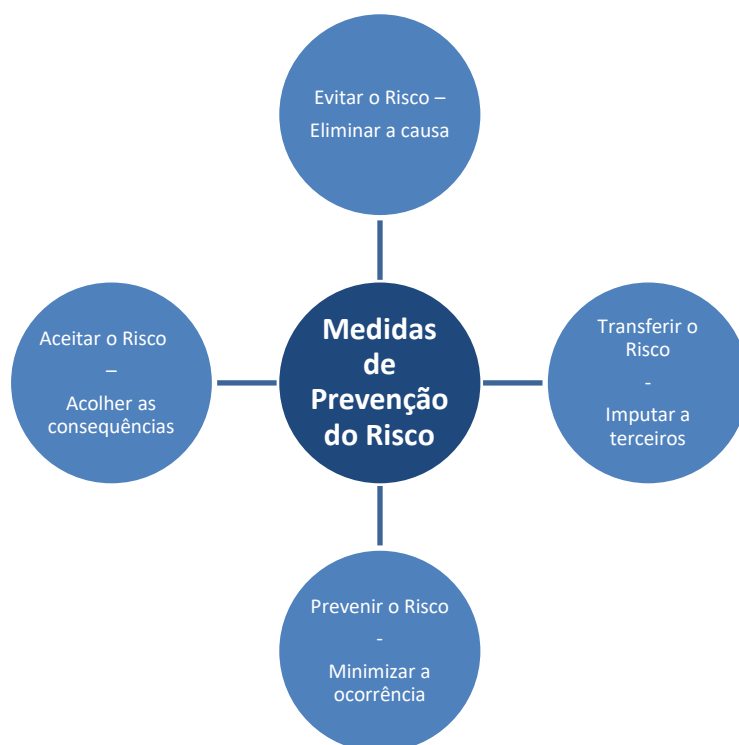 Evitar o Risco –
Eliminar a causa
Aceitar o Risco
–
Acolher as
consequências
Medidas
de
Prevenção
do Risco
Transferir o
Risco
-
Imputar a
terceiros
Prevenir o Risco
-
Minimizar a
ocorrência